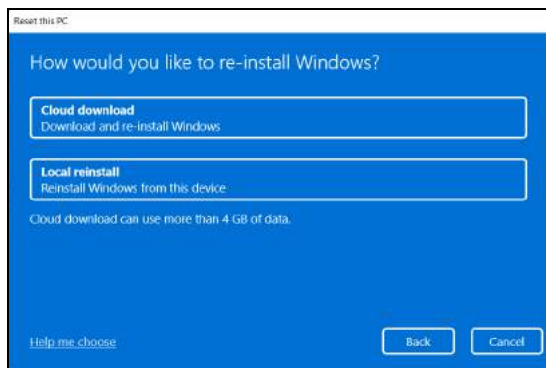 Reset this PC
How would you like to re-install Windows?
Cloud download
Download and re-install Windows
Local reinstall
Reinstall Windows from this device
Cloud download can use more than 4 GB of data.
Help me choose
Back
Cancel